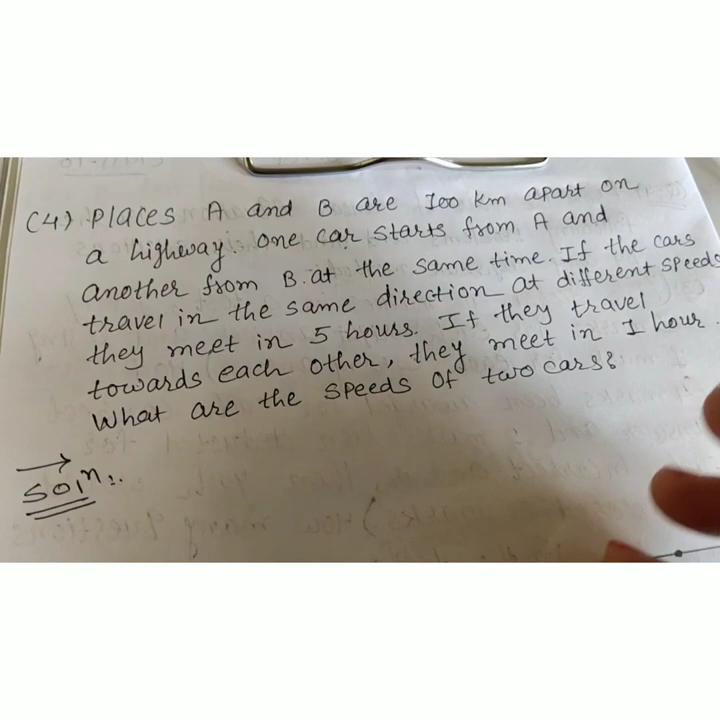 (4) Places A and B are 100 km apart on
a highway. One car starts from A and
another from B. at the same time. If the cars
travel in the same direction at different speeds
they meet in 5 hours. If they travel
towards each other, they meet in 1 hour.
What are the speeds of two cars?
Solⁿ:.